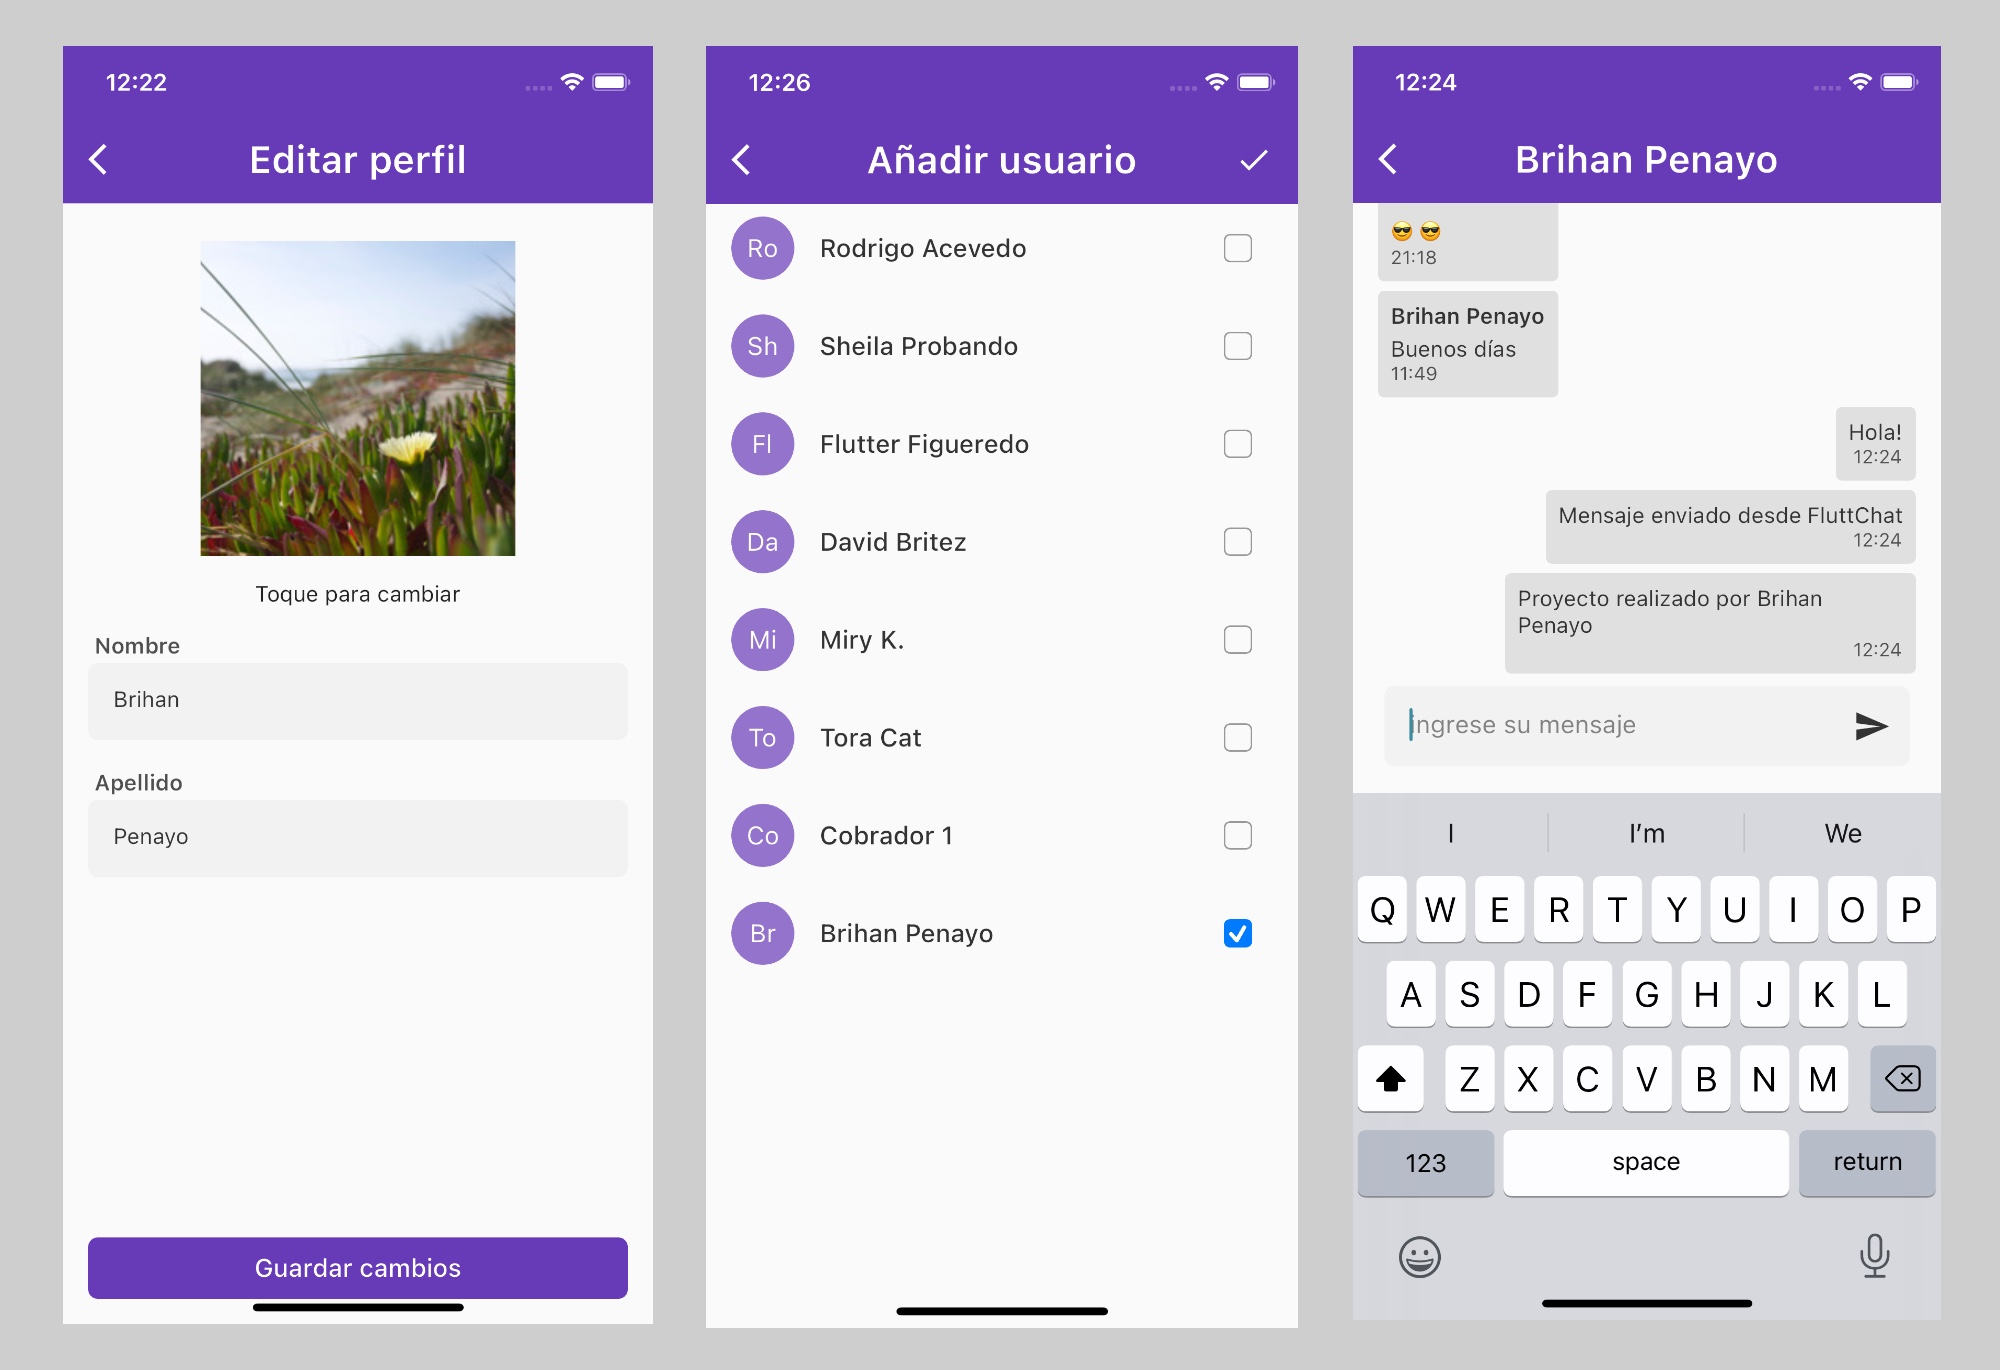 12:22
Editar perfil
Toque para cambiar
Nombre
Brihan
Apellido
Penayo
Guardar cambios
12:26
Añadir usuario
Ro Rodrigo Acevedo
Sh Sheila Probando
Fl Flutter Figueredo
Da David Britez
Mi Miry K.
To Tora Cat
Co Cobrador 1
Br Brihan Penayo
12:24
Brihan Penayo
😎 😎
21:18
Brihan Penayo
Buenos días
11:49
Hola!
12:24
Mensaje enviado desde FluttChat
12:24
Proyecto realizado por Brihan
Penayo
12:24
Ingrese su mensaje
I I'm We
Q W E R T Y U I O P
A S D F G H J K L
Z X C V B N M
123 space return